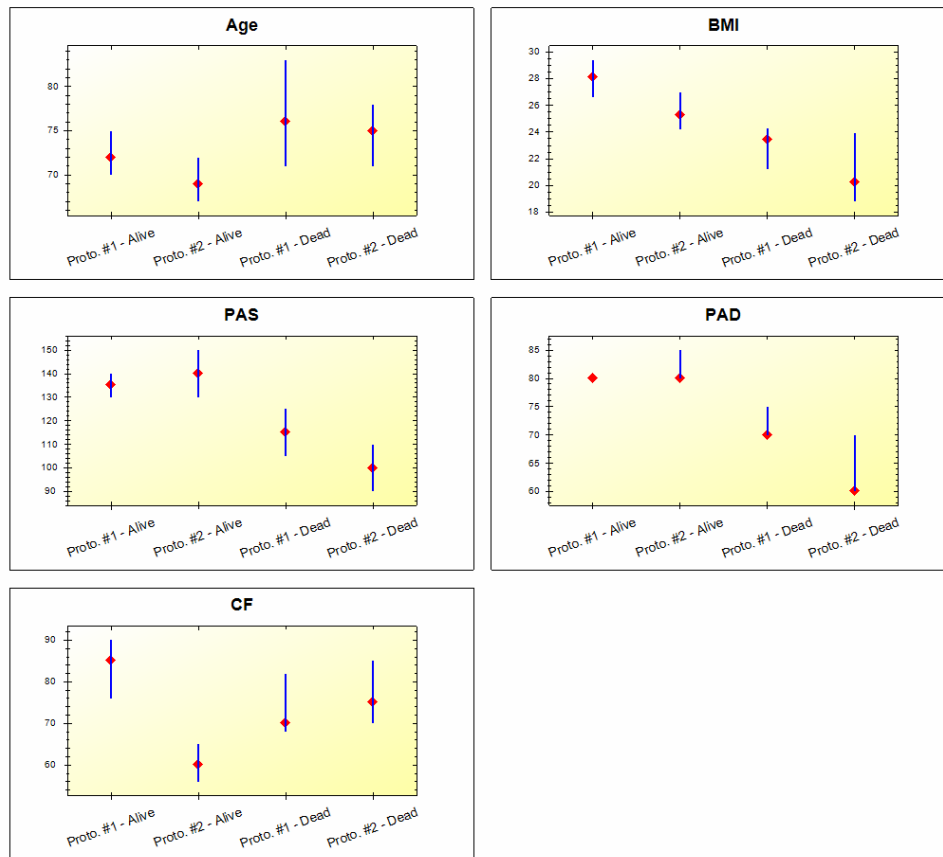 Age
80
75
70
Proto. #1 - Alive
Proto. #2 - Alive
Proto. #1 - Dead
Proto. #2 - Dead
BMI
30
28
26
24
22
20
18
Proto. #1 - Alive
Proto. #2 - Alive
Proto. #1 - Dead
Proto. #2 - Dead
PAS
150
140
130
120
110
100
90
Proto. #1 - Alive
Proto. #2 - Alive
Proto. #1 - Dead
Proto. #2 - Dead
PAD
85
80
75
70
65
60
Proto. #1 - Alive
Proto. #2 - Alive
Proto. #1 - Dead
Proto. #2 - Dead
CF
90
80
70
60
Proto. #1 - Alive
Proto. #2 - Alive
Proto. #1 - Dead
Proto. #2 - Dead